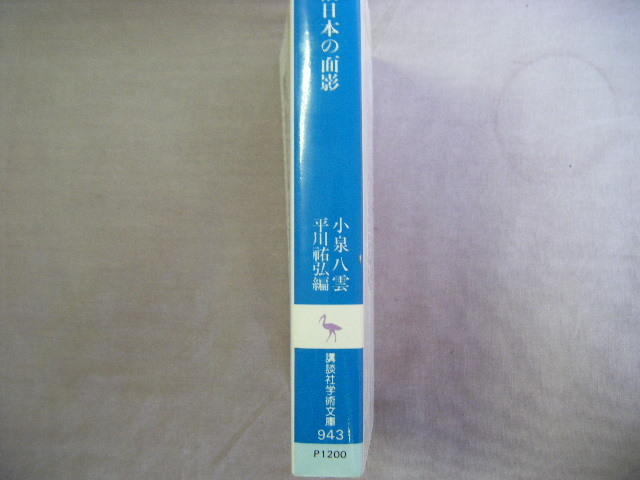 日本の面影
小泉八雲
平川祐弘編
講談社学術文庫
943
P1200